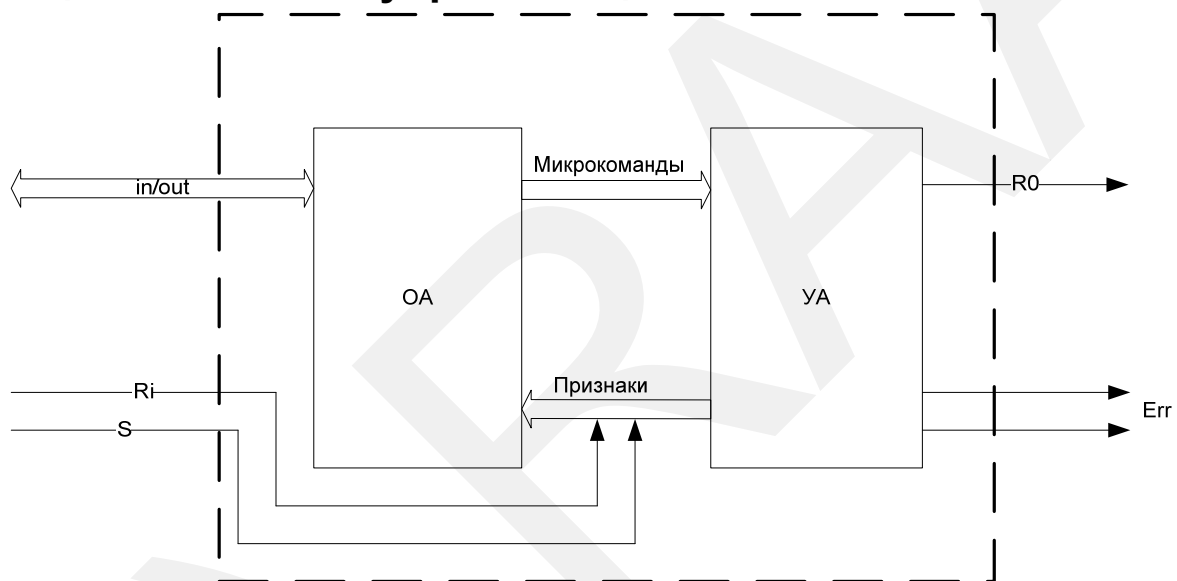 Микрокоманды
in/out
R0
ОА
УА
Признаки
Ri
S
Err